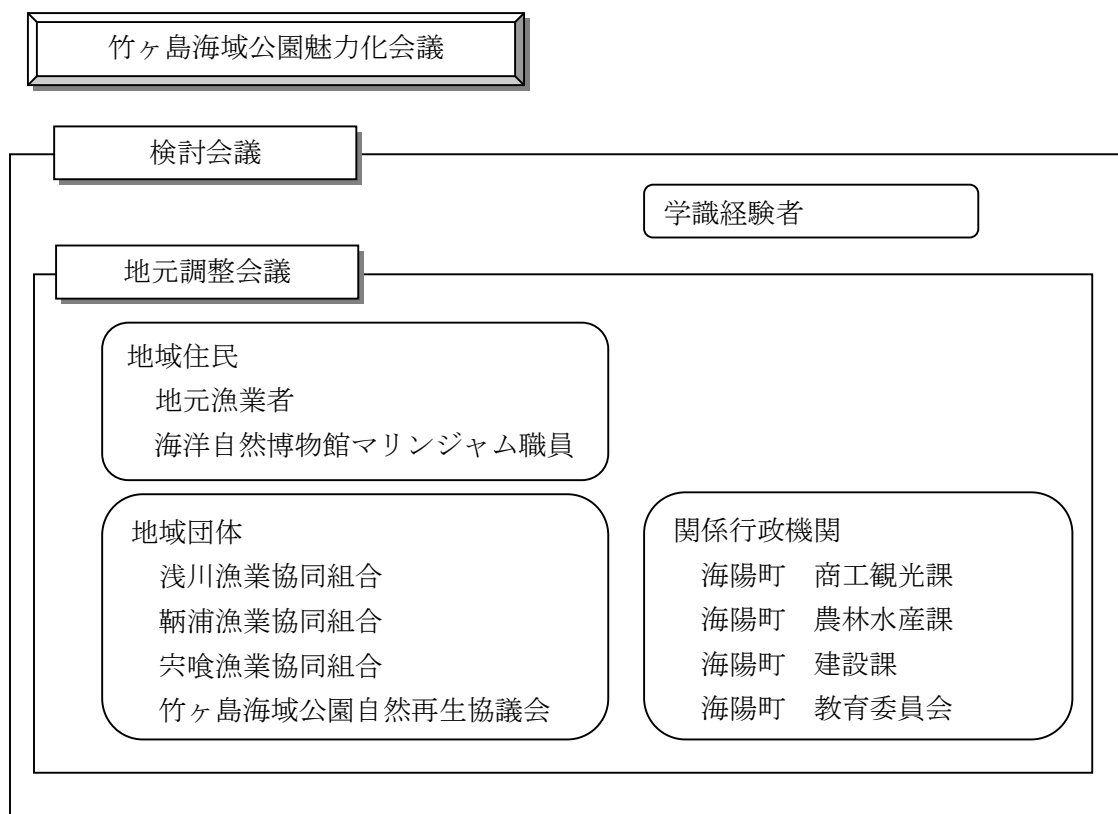 竹ヶ島海域公園魅力化会議
検討会議
学識経験者
地元調整会議
地域住民
地元漁業者
海洋自然博物館マリンジャム職員
地域団体
浅川漁業協同組合
鞆浦漁業協同組合
宍喰漁業協同組合
竹ヶ島海域公園自然再生協議会
関係行政機関
海陽町　商工観光課
海陽町　農林水産課
海陽町　建設課
海陽町　教育委員会